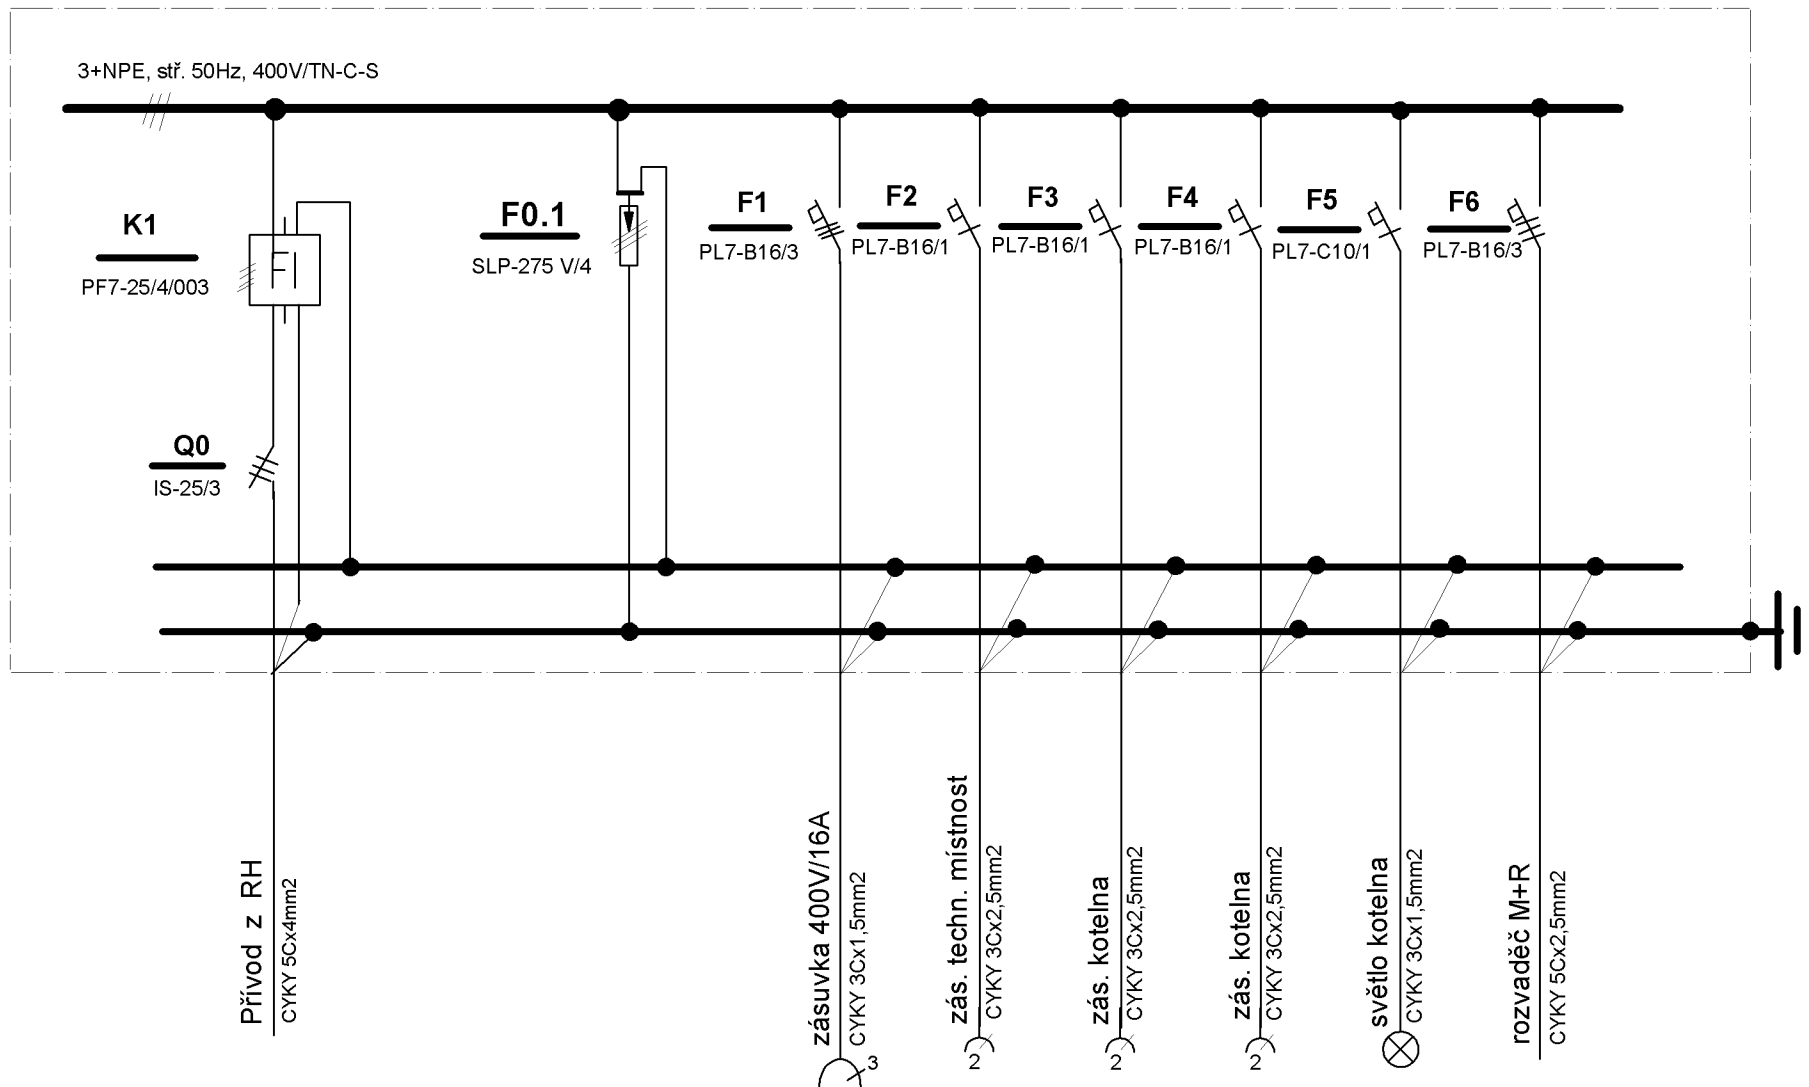 3+NPE, stř. 50Hz, 400V/TN-C-S
K1
PF7-25/4/003
FI
Q0
IS-25/3
F0.1
SLP-275 V/4
F1
PL7-B16/3
F2
PL7-B16/1
F3
PL7-B16/1
F4
PL7-B16/1
F5
PL7-C10/1
F6
PL7-B16/3
Přívod z RH
CYKY 5Cx4mm2
zásuvka 400V/16A
CYKY 3Cx1,5mm2
3
zás. techn. místnost
CYKY 3Cx2,5mm2
2
zás. kotelna
CYKY 3Cx2,5mm2
2
zás. kotelna
CYKY 3Cx2,5mm2
2
světlo kotelna
CYKY 3Cx1,5mm2
rozvaděč M+R
CYKY 5Cx2,5mm2